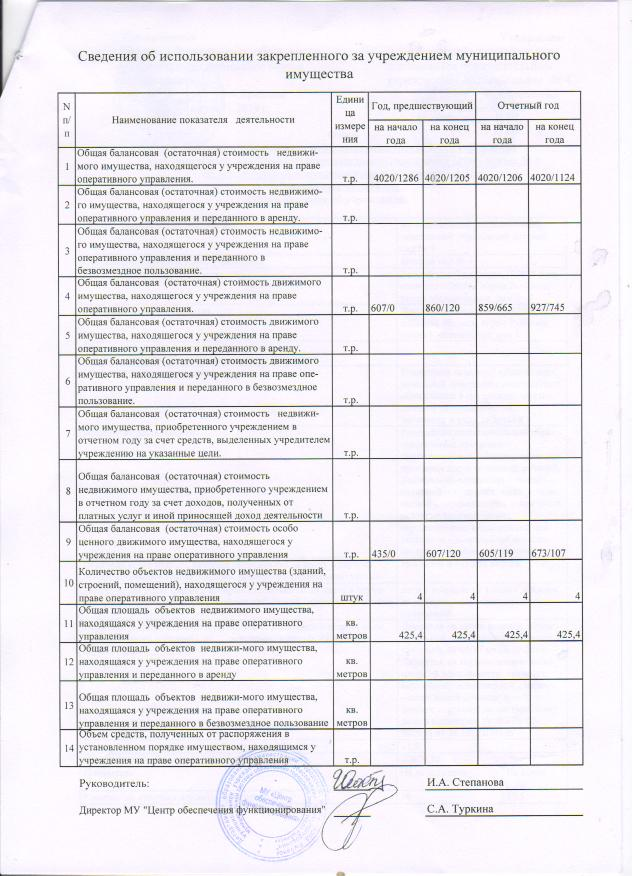 Сведения об использовании закрепленного за учреждением муниципального
имущества
N п/п
Наименование показателя деятельности
Едини
ца
измере
ния
Год, предшествующий
Отчетный год
на начало года
на конец года
на начало года
на конец года
1
Общая балансовая (остаточная) стоимость недвижи-
мого имущества, находящегося у учреждения на праве
оперативного управления. т.р. 4020/1286 4020/1205 4020/1206 4020/1124
2
Общая балансовая (остаточная) стоимость недвижимо-
го имущества, находящегося у учреждения на праве
оперативного управления и переданного в аренду. т.р.
3
Общая балансовая (остаточная) стоимость недвижимо-
го имущества, находящегося у учреждения на праве
оперативного управления и переданного в
безвозмездное пользование. т.р.
4
Общая балансовая (остаточная) стоимость движимого
имущества, находящегося у учреждения на праве
оперативного управления. т.р. 607/0 860/120 859/665 927/745
5
Общая балансовая (остаточная) стоимость движимого
имущества, находящегося у учреждения на праве
оперативного управления и переданного в аренду. т.р.
6
Общая балансовая (остаточная) стоимость движимого
имущества, находящегося у учреждения на праве опе-
ративного управления и переданного в безвозмездное
пользование. т.р.
7
Общая балансовая (остаточная) стоимость недвижи-
мого имущества, приобретенного учреждением в
отчетном году за счет средств, выделенных учредителем
учреждению на указанные цели. т.р.
8
Общая балансовая (остаточная) стоимость
недвижимого имущества, приобретенного учреждением
в отчетном году за счет доходов, полученных от
платных услуг и иной приносящей доход деятельности т.р.
9
Общая балансовая (остаточная) стоимость особо
ценного движимого имущества, находящегося у
учреждения на праве оперативного управления т.р. 435/0 607/120 605/119 673/107
10
Количество объектов недвижимого имущества (зданий,
строений, помещений), находящегося у учреждения на
праве оперативного управления штук 4 4 4 4
11
Общая площадь объектов недвижимого имущества,
находящаяся у учреждения на праве оперативного
управления кв. метров 425,4 425,4 425,4 425,4
12
Общая площадь объектов недвижи-мого имущества,
находящаяся у учреждения на праве оперативного
управления и переданного в аренду кв. метров
13
Общая площадь объектов недвижи-мого имущества,
находящаяся у учреждения на праве оперативного
управления и переданного в безвозмездное пользование кв. метров
14
Объем средств, полученных от распоряжения в
установленном порядке имуществом, находящимся у
учреждения на праве оперативного управления т.р.
Руководитель: И.А. Степанова
Директор МУ "Центр обеспечения функционирования" С.А. Туркина
МУ «Центр
обеспечения